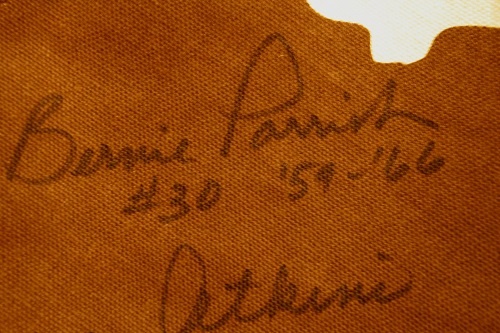 Bernie Parrish
#30 '59-'66
Atkins